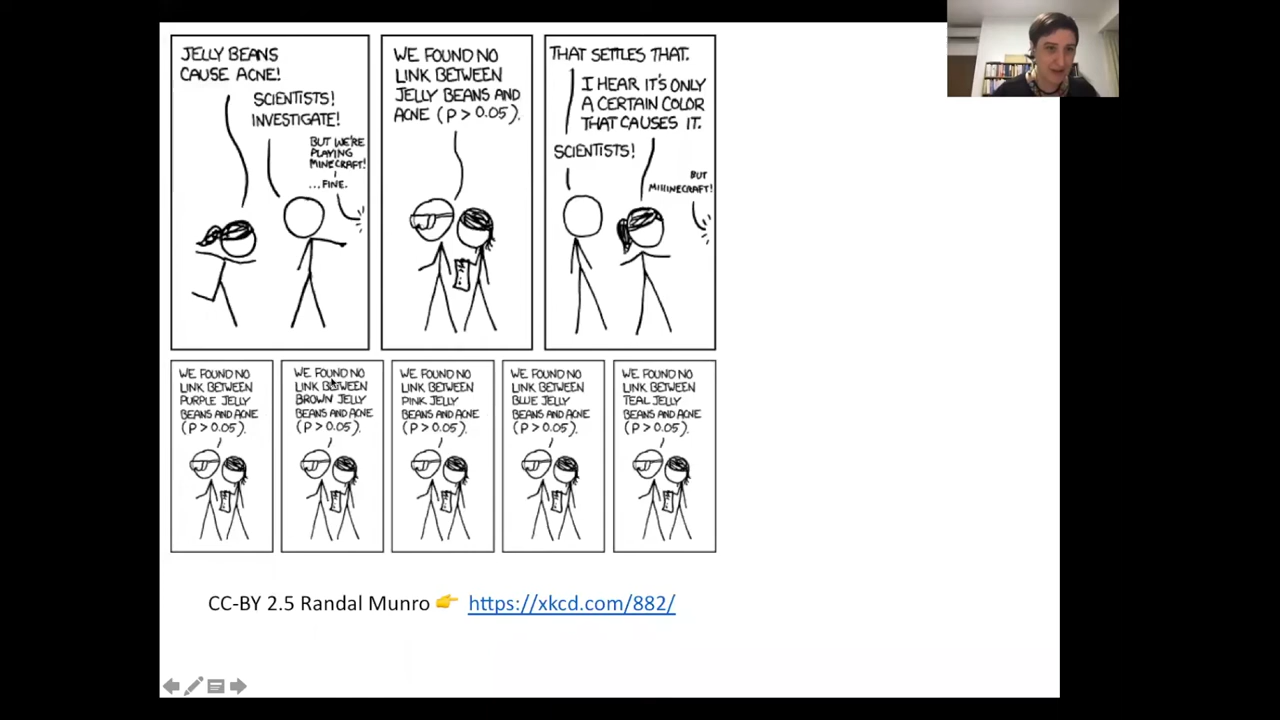 JELLY BEANS
CAUSE ACNE!
SCIENTISTS!
INVESTIGATE!
BUT WE'RE
PLAYING
MINECRAFT!
...FINE.
WE FOUND NO
LINK BETWEEN
JELLY BEANS AND
ACNE (P > 0.05).
THAT SETTLES THAT.
I HEAR IT'S ONLY
A CERTAIN COLOR
THAT CAUSES IT.
SCIENTISTS!
BUT
MIIINECRAFT!
WE FOUND NO
LINK BETWEEN
PURPLE JELLY
BEANS AND ACNE
(P > 0.05).
WE FOUND NO
LINK BETWEEN
BROWN JELLY
BEANS AND ACNE
(P > 0.05).
WE FOUND NO
LINK BETWEEN
PINK JELLY
BEANS AND ACNE
(P > 0.05).
WE FOUND NO
LINK BETWEEN
BLUE JELLY
BEANS AND ACNE
(P > 0.05).
WE FOUND NO
LINK BETWEEN
TEAL JELLY
BEANS AND ACNE
(P > 0.05).
CC-BY 2.5 Randal Munro 👉 https://xkcd.com/882/